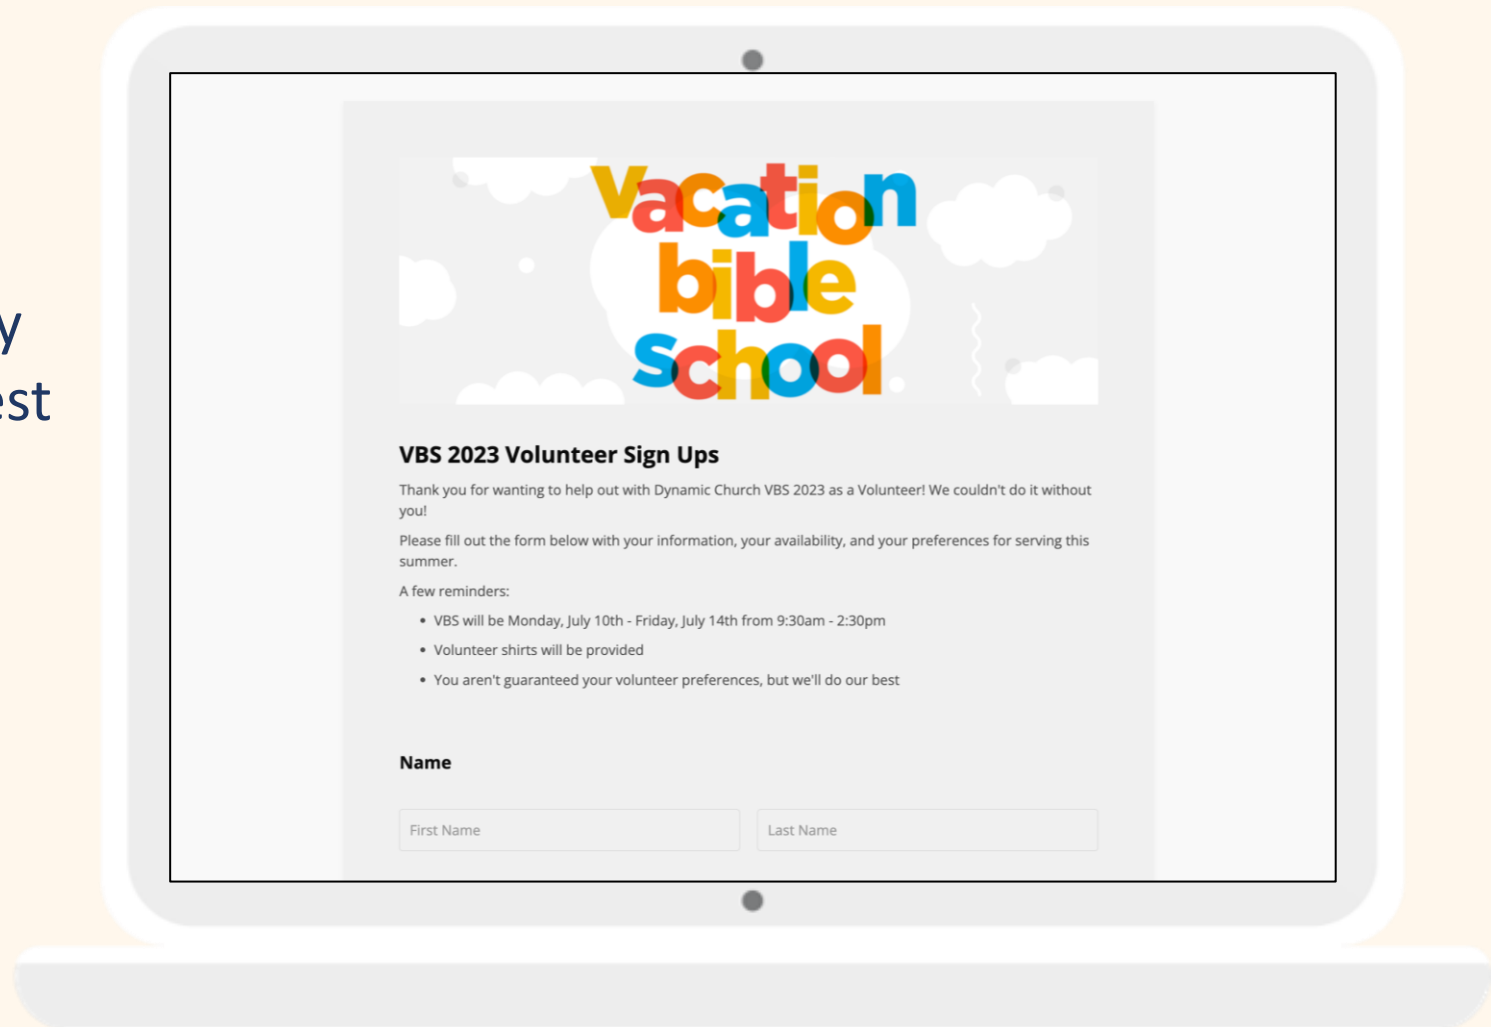 vacation
bible
school
VBS 2023 Volunteer Sign Ups
Thank you for wanting to help out with Dynamic Church VBS 2023 as a Volunteer! We couldn't do it without
you!
Please fill out the form below with your information, your availability, and your preferences for serving this
summer.
A few reminders:
• VBS will be Monday, July 10th - Friday, July 14th from 9:30am - 2:30pm
• Volunteer shirts will be provided
• You aren't guaranteed your volunteer preferences, but we'll do our best
Name
First Name
Last Name